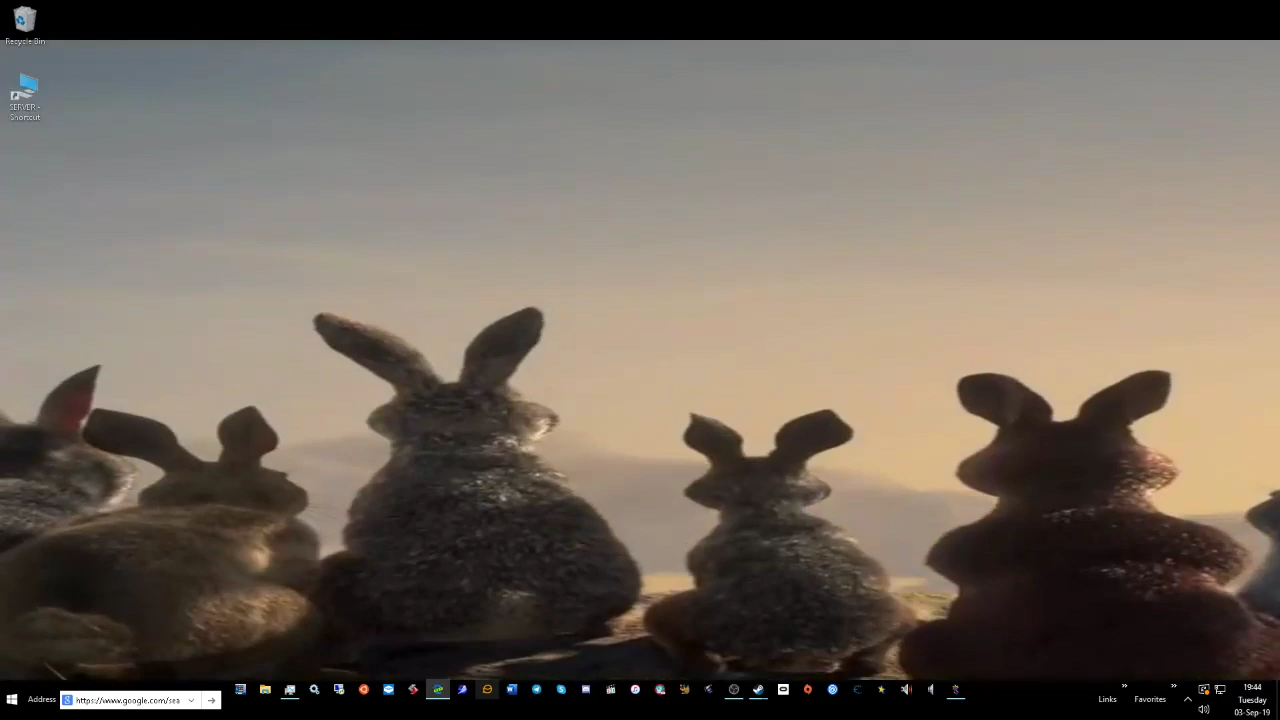 Recycle Bin
SERVER -
Shortcut
Address
https://www.google.com/sea
Links
»
Favorites
»
19:44
Tuesday
03-Sep-19